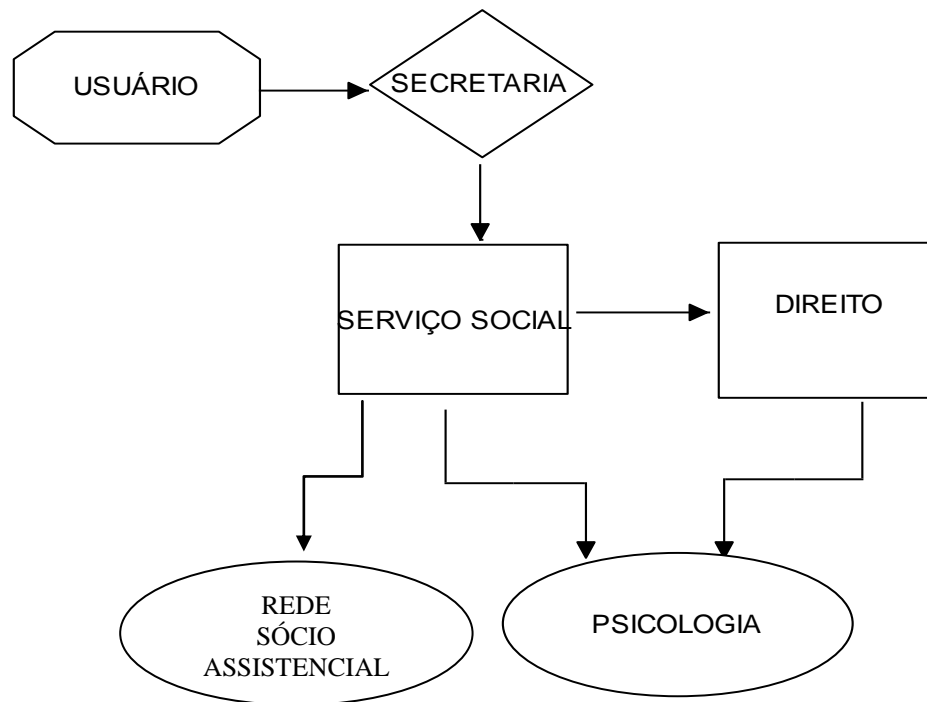 USUÁRIO
SECRETARIA
SERVIÇO SOCIAL
DIREITO
REDE
SÓCIO
ASSISTENCIAL
PSICOLOGIA